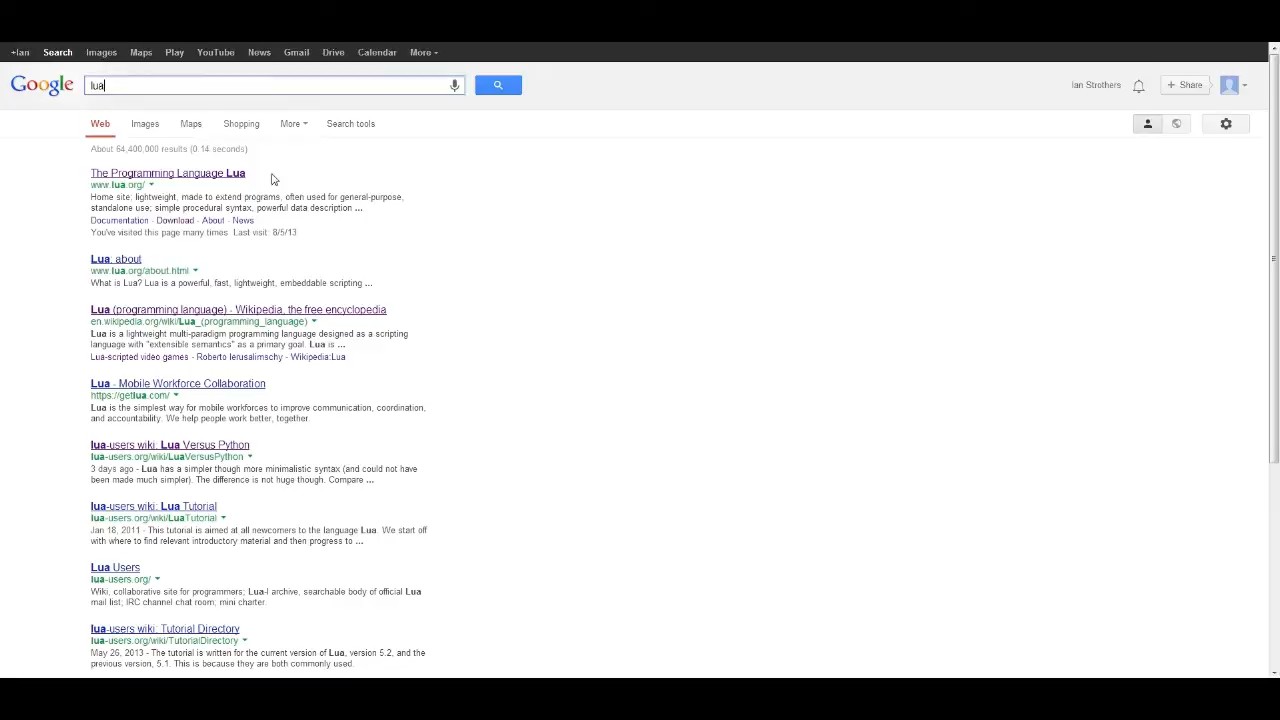 +Ian Search Images Maps Play YouTube News Gmail Drive Calendar More
Google lua Ian Strothers + Share
Web Images Maps Shopping More Search tools
About 64,400,000 results (0.14 seconds)
The Programming Language Lua
www.lua.org/
Home site; lightweight, made to extend programs, often used for general-purpose,
standalone use; simple procedural syntax, powerful data description ...
Documentation - Download - About - News
You've visited this page many times. Last visit: 8/5/13
Lua: about
www.lua.org/about.html
What is Lua? Lua is a powerful, fast, lightweight, embeddable scripting ...
Lua (programming language) - Wikipedia, the free encyclopedia
en.wikipedia.org/wiki/Lua_(programming_language)
Lua is a lightweight multi-paradigm programming language designed as a scripting
language with "extensible semantics" as a primary goal. Lua is ...
Lua-scripted video games - Roberto Ierusalimschy - Wikipedia:Lua
Lua - Mobile Workforce Collaboration
https://getlua.com/
Lua is the simplest way for mobile workforces to improve communication, coordination,
and accountability. We help people work better, together.
lua-users wiki: Lua Versus Python
lua-users.org/wiki/LuaVersusPython
3 days ago - Lua has a simpler though more minimalistic syntax (and could not have
been made much simpler). The difference is not huge though. Compare ...
lua-users wiki: Lua Tutorial
lua-users.org/wiki/LuaTutorial
Jan 18, 2011 - This tutorial is aimed at all newcomers to the language Lua. We start off
with where to find relevant introductory material and then progress to ...
Lua Users
lua-users.org/
Wiki, collaborative site for programmers; Lua-l archive, searchable body of official Lua
mail list; IRC channel chat room, mini charter.
lua-users wiki: Tutorial Directory
lua-users.org/wiki/TutorialDirectory
May 26, 2013 - The tutorial is written for the current version of Lua, version 5.2, and the
previous version, 5.1. This is because they are both commonly used.